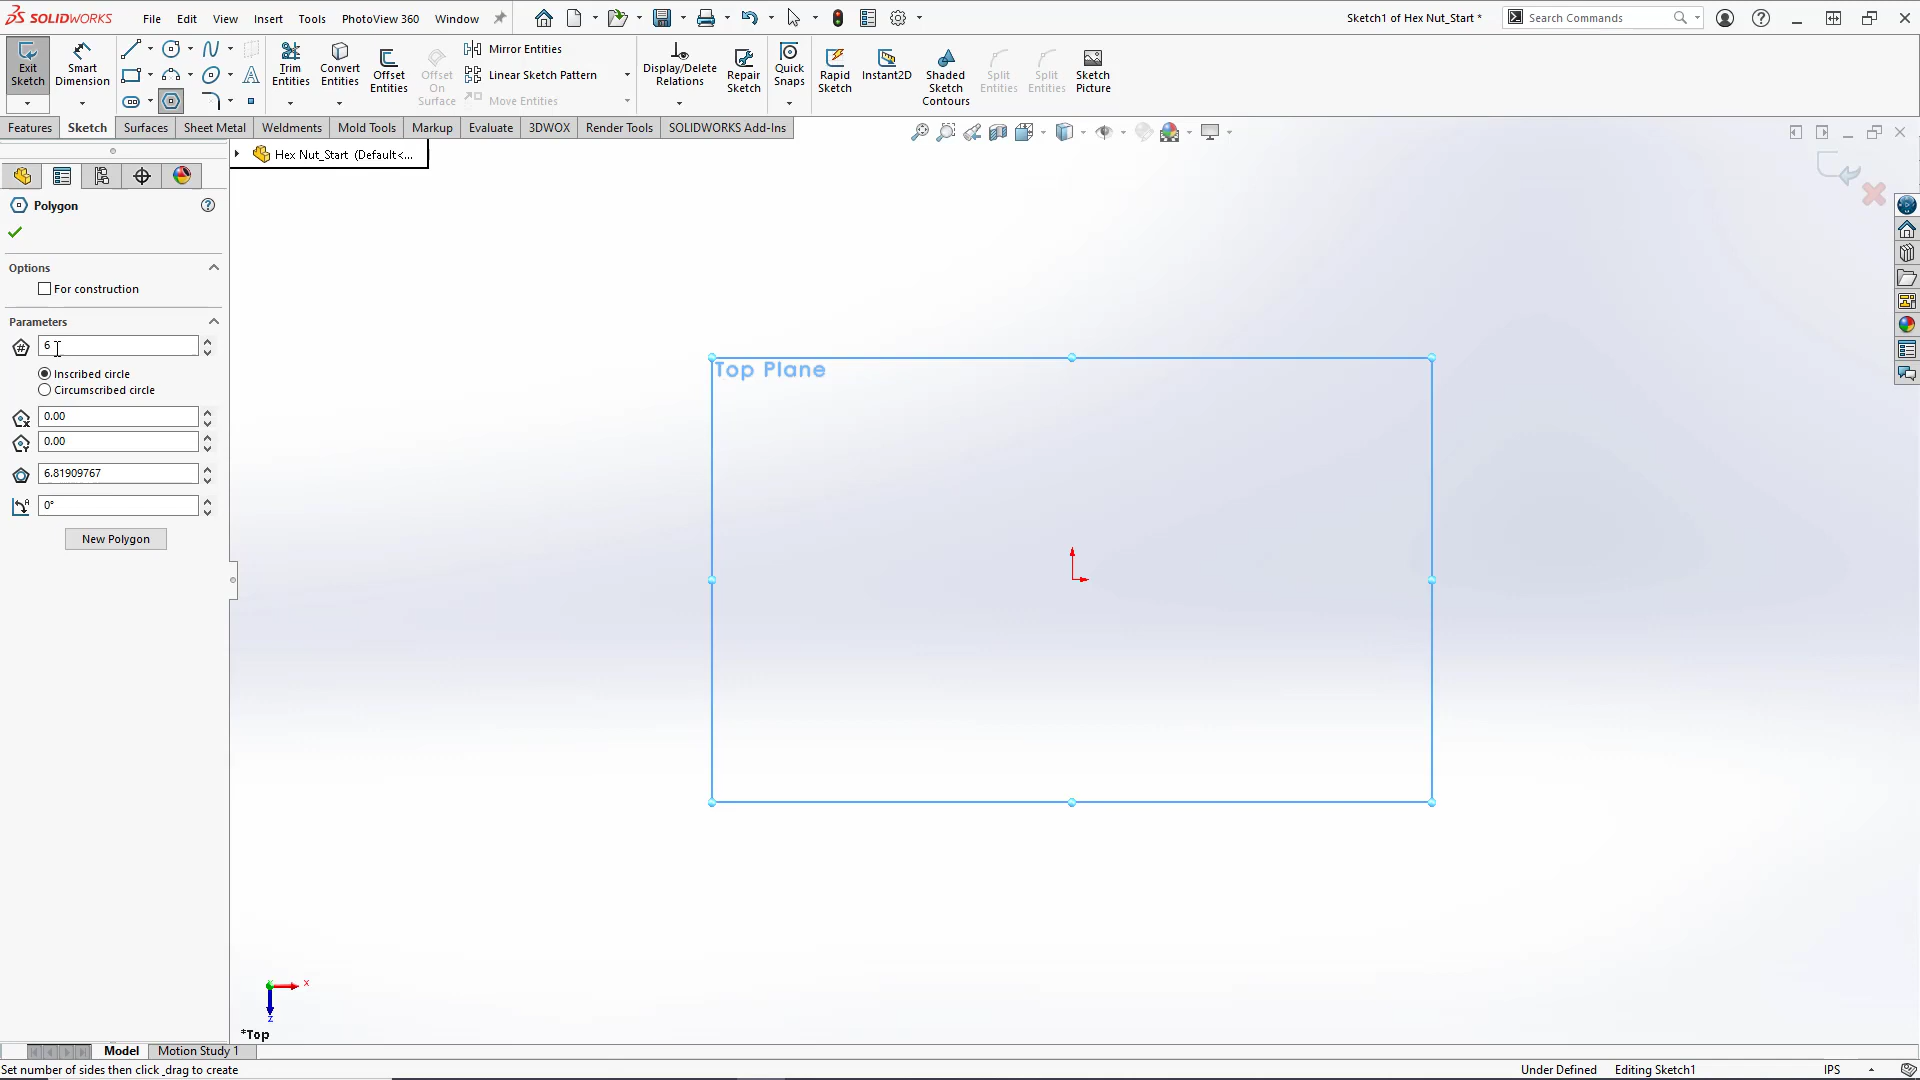 SOLIDWORKS
File Edit View Insert Tools PhotoView 360 Window
Sketch1 of Hex Nut_Start *
Search Commands
Exit Sketch
Smart Dimension
Trim Entities
Convert Entities
Offset Entities
Offset On Surface
Mirror Entities
Linear Sketch Pattern
Move Entities
Display/Delete Relations
Repair Sketch
Quick Snaps
Rapid Sketch
Instant2D
Shaded Sketch Contours
Split Entities
Split Entities
Sketch Picture
Features Sketch Surfaces Sheet Metal Weldments Mold Tools Markup Evaluate 3DWOX Render Tools SOLIDWORKS Add-Ins
Hex Nut_Start (Default<...
Polygon
Options
For construction
Parameters
6
Inscribed circle
Circumscribed circle
0.00
0.00
6.81909767
0°
New Polygon
Top Plane
x
z
*Top
Model Motion Study 1
Set number of sides then click _drag to create
Under Defined Editing Sketch1 IPS